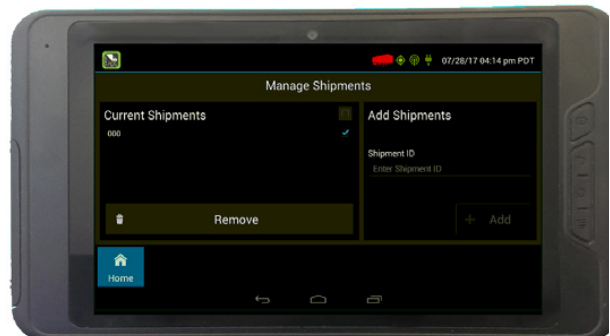 07/28/17 04:14 pm PDT
Manage Shipments
Current Shipments
000
Remove
Add Shipments
Shipment ID
Enter Shipment ID
+ Add
Home